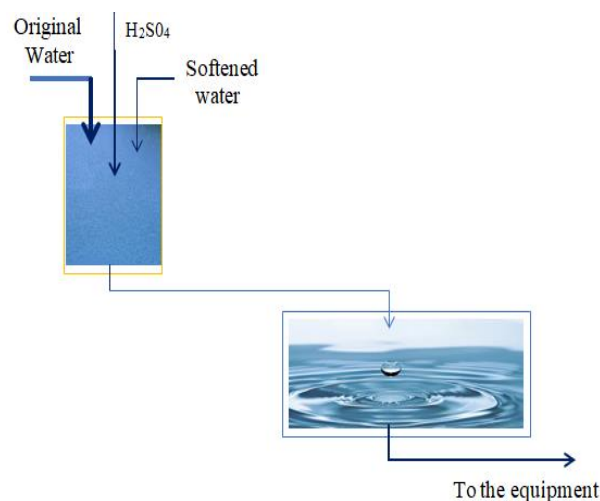 Original
Water
H₂S0₄
Softened
water
To the equipment